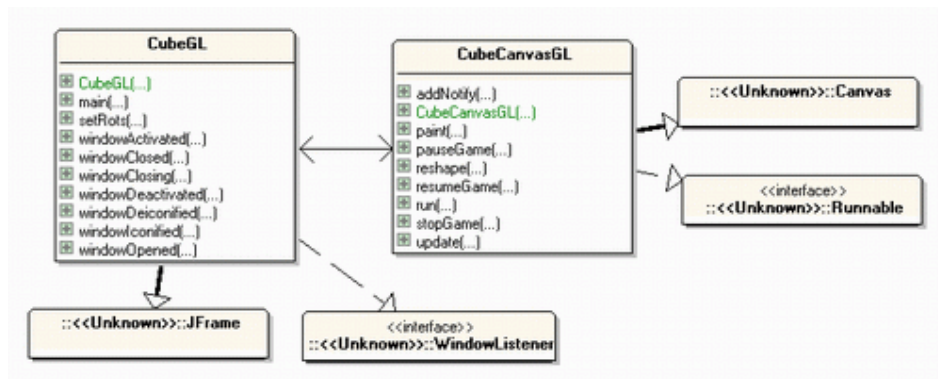 CubeGL
CubeGL(...)
main(...)
setRots(...)
windowActivated(...)
windowClosed(...)
windowClosing(...)
windowDeactivated(...)
windowDeiconified(...)
windowIconified(...)
windowOpened(...)
CubeCanvasGL
addNotify(...)
CubeCanvasGL(...)
paint(...)
pauseGame(...)
reshape(...)
resumeGame(...)
run(...)
stopGame(...)
update(...)
::<<Unknown>>::Canvas
<<interface>>
::<<Unknown>>::Runnable
::<<Unknown>>::JFrame
<<interface>>
::<<Unknown>>::WindowListener